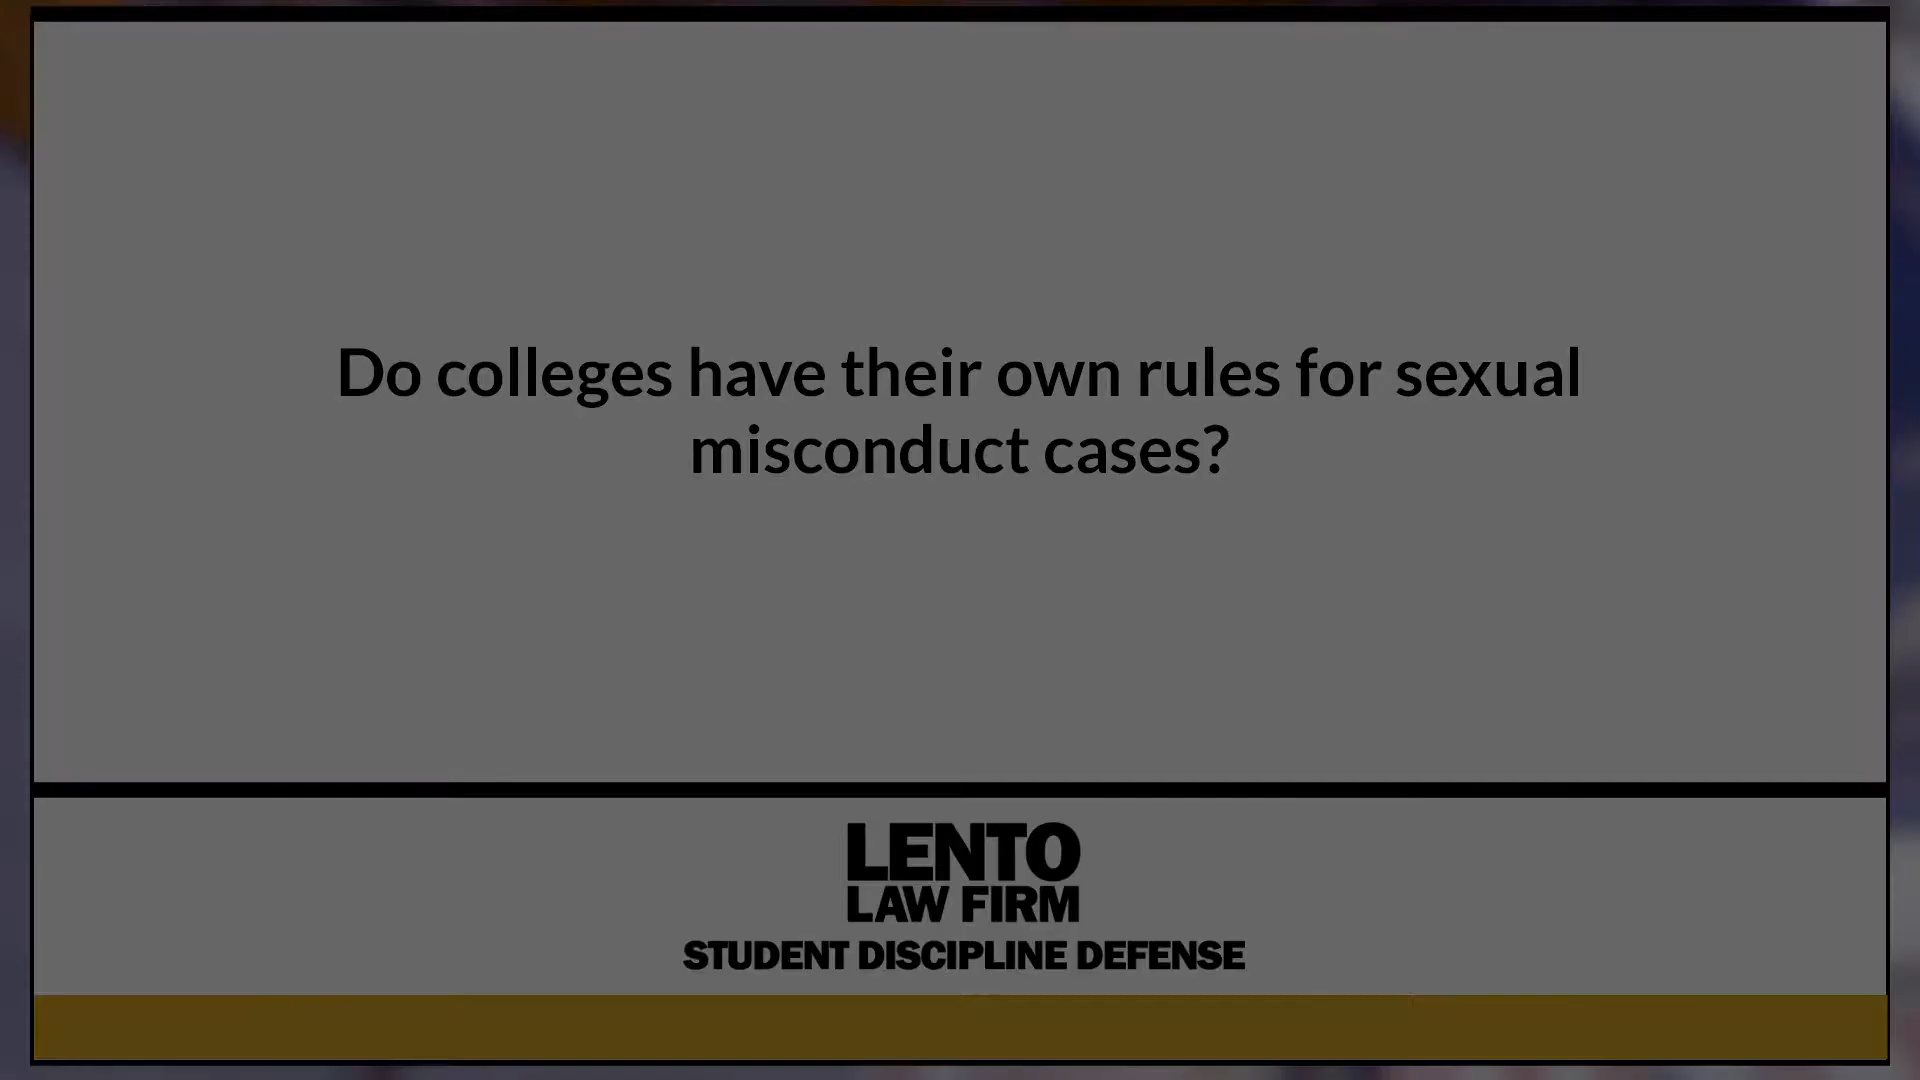 Do colleges have their own rules for sexual
misconduct cases?
LENTO
LAW FIRM
STUDENT DISCIPLINE DEFENSE